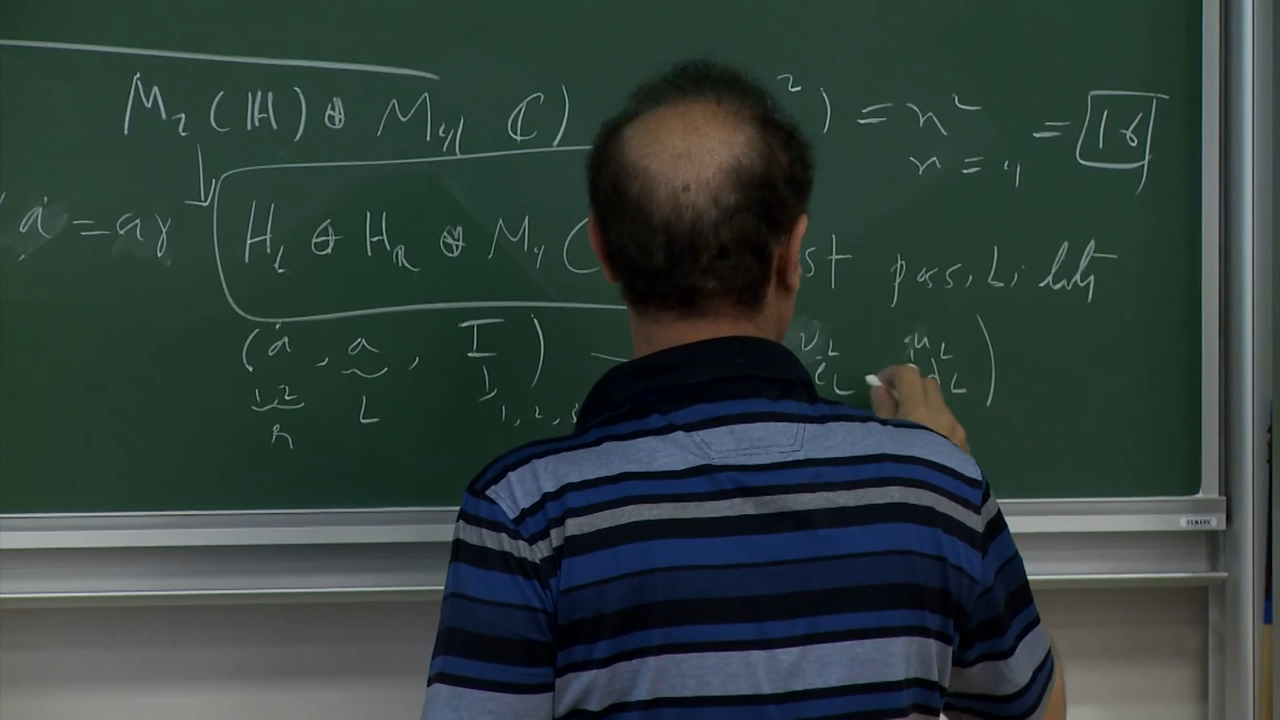 M₂(ℍ) ⊕ M₄( ℂ) ²) = n² = 16
n = 4
ȧ = aγ H_L ⊕ H_R ⊕ M₄( st possibility
(ȧ , a , I) — ν_L u_L )
e_L d_L
1,2 L 1, 2, 3
R
VEMANN